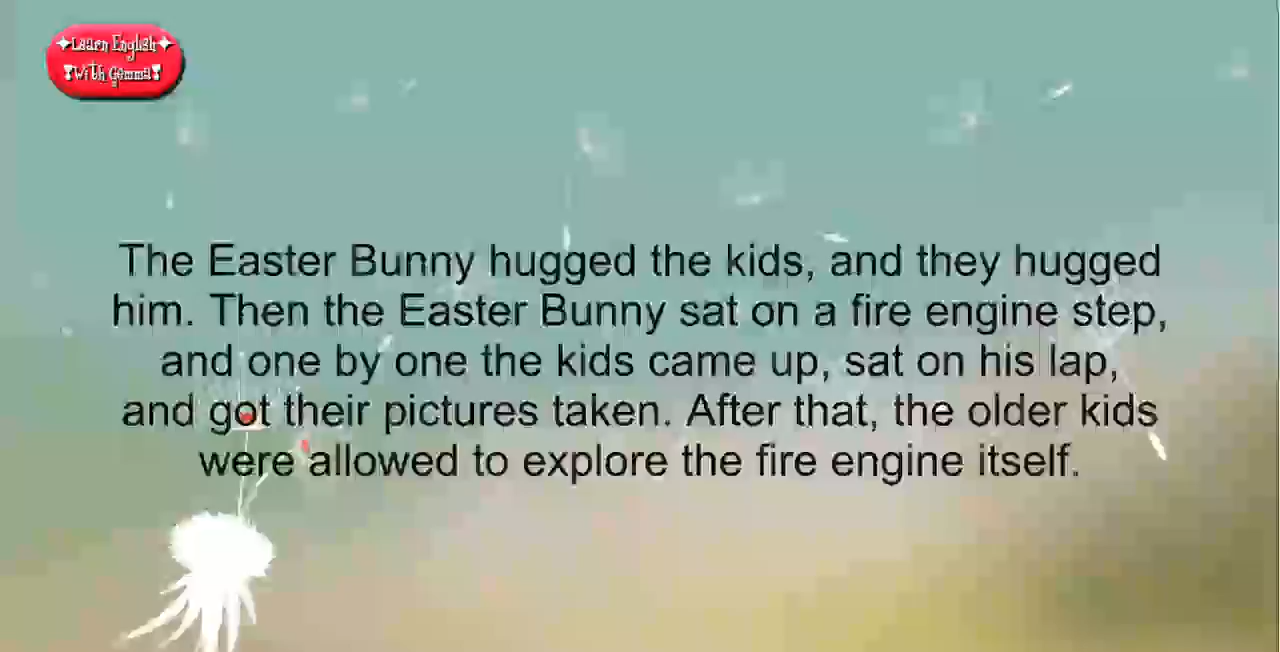 Learn English
With Gemma
The Easter Bunny hugged the kids, and they hugged
him. Then the Easter Bunny sat on a fire engine step,
and one by one the kids came up, sat on his lap,
and got their pictures taken. After that, the older kids
were allowed to explore the fire engine itself.